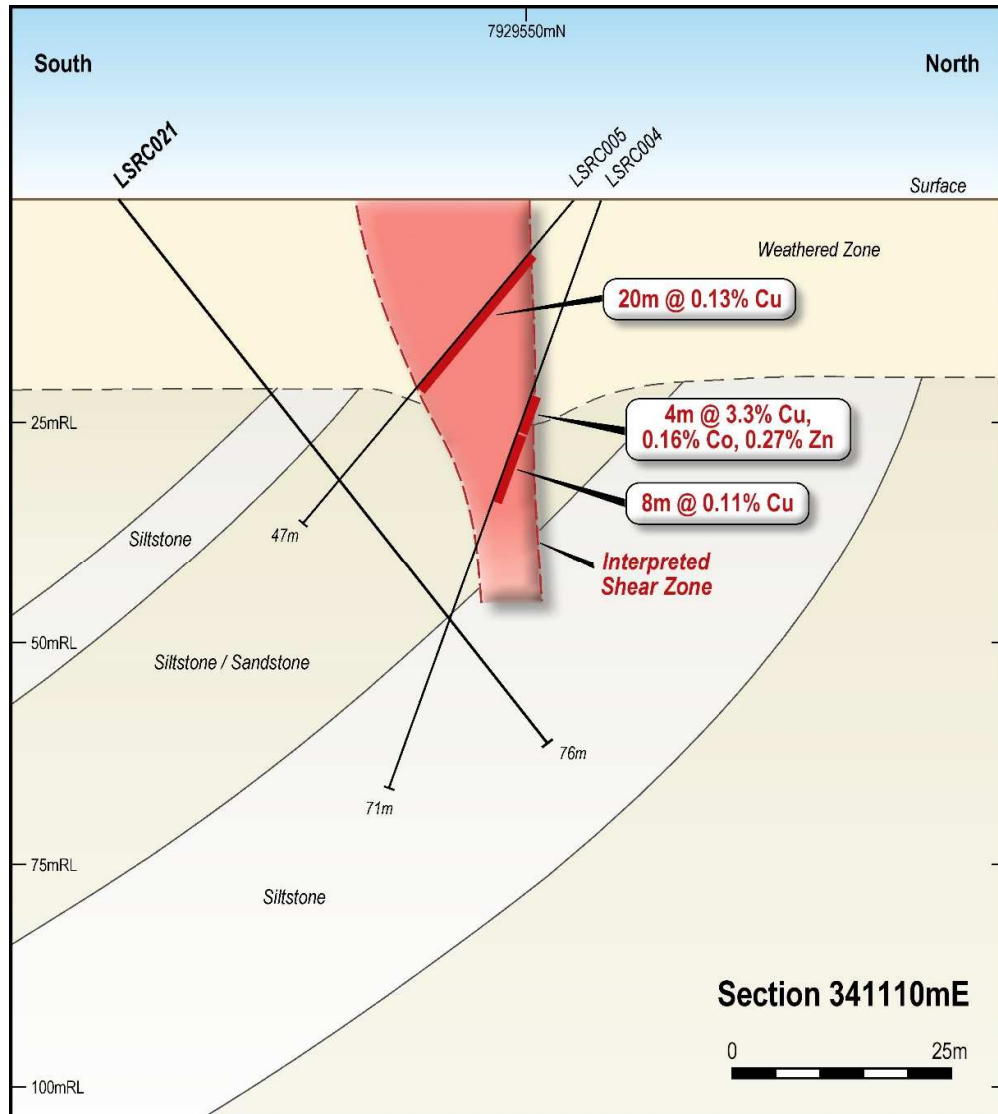 7929550mN
South
North
LSRC021
LSRC005
LSRC004
Surface
Weathered Zone
20m @ 0.13% Cu
25mRL
4m @ 3.3% Cu,
0.16% Co, 0.27% Zn
8m @ 0.11% Cu
47m
Siltstone
Interpreted
Shear Zone
50mRL
Siltstone / Sandstone
76m
71m
75mRL
Siltstone
Section 341110mE
0
25m
100mRL